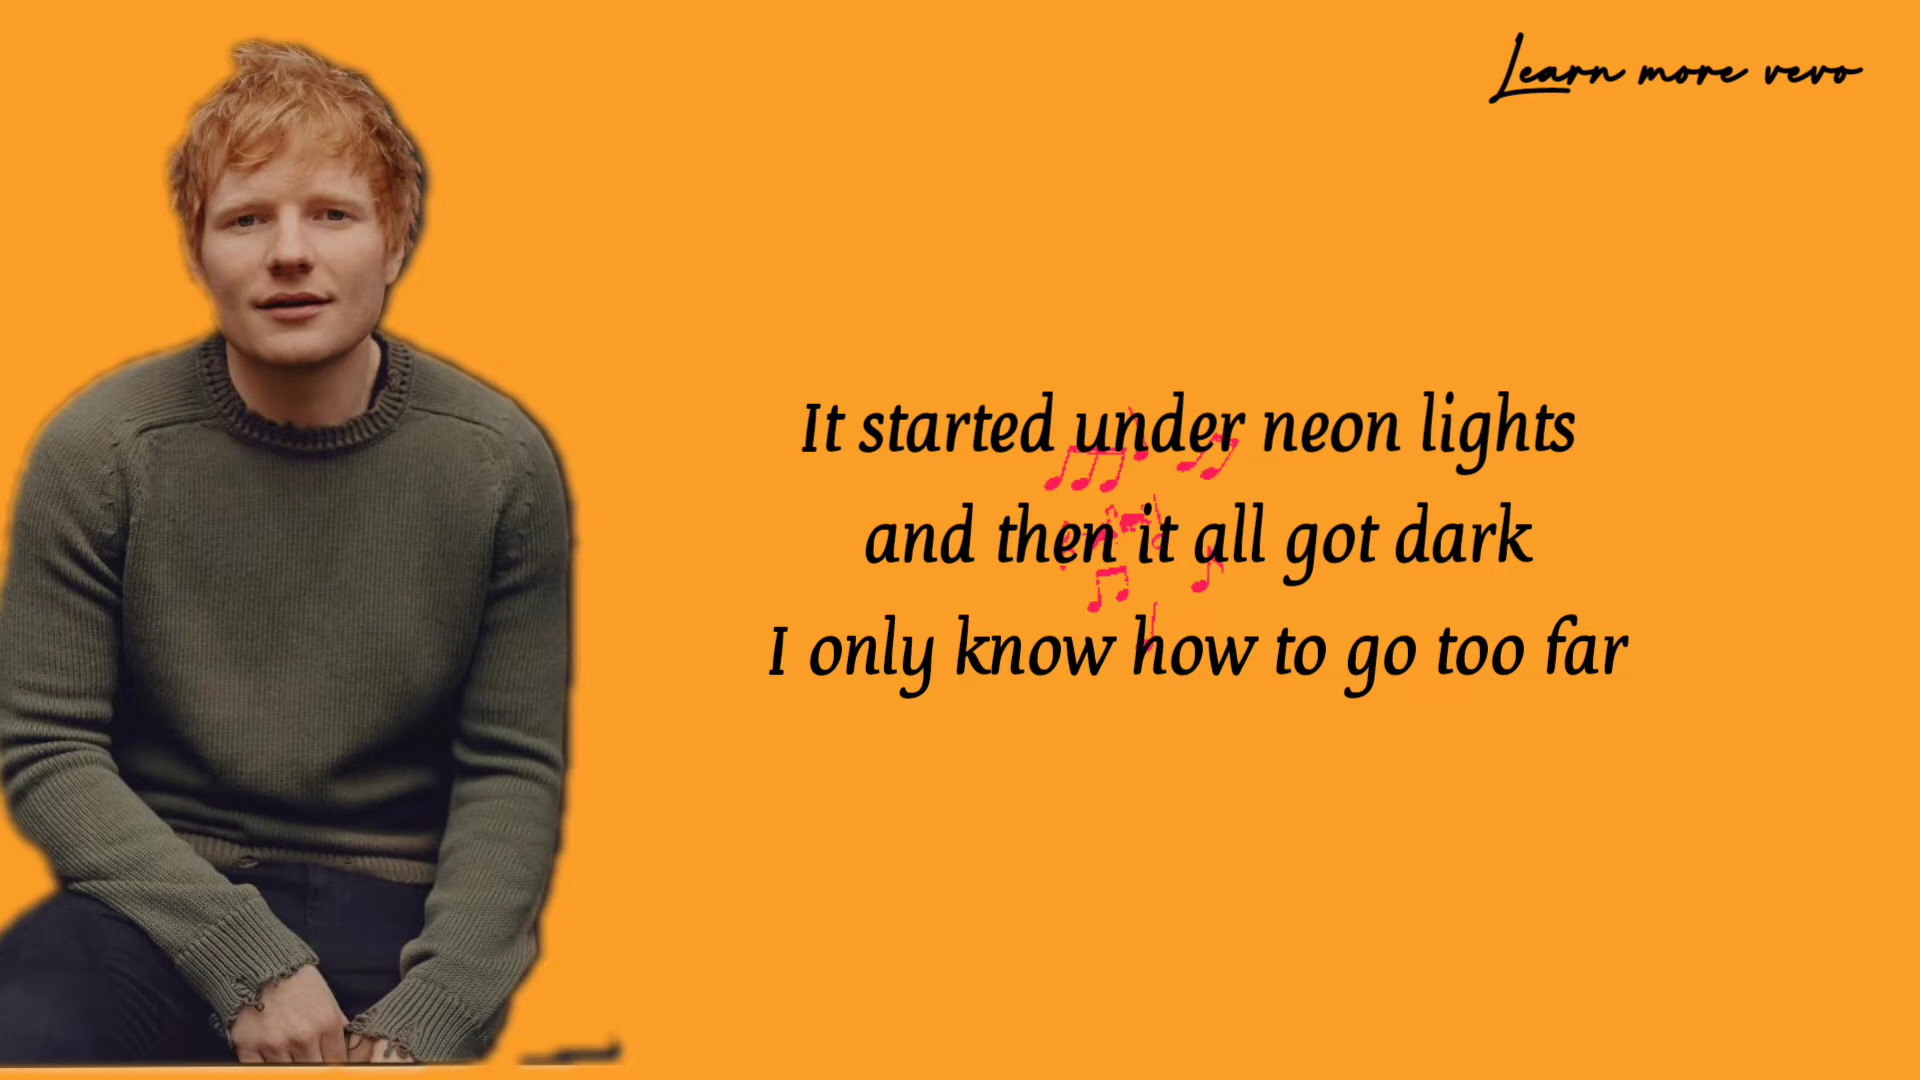 Learn more vevo
It started under neon lights
and then it all got dark
I only know how to go too far